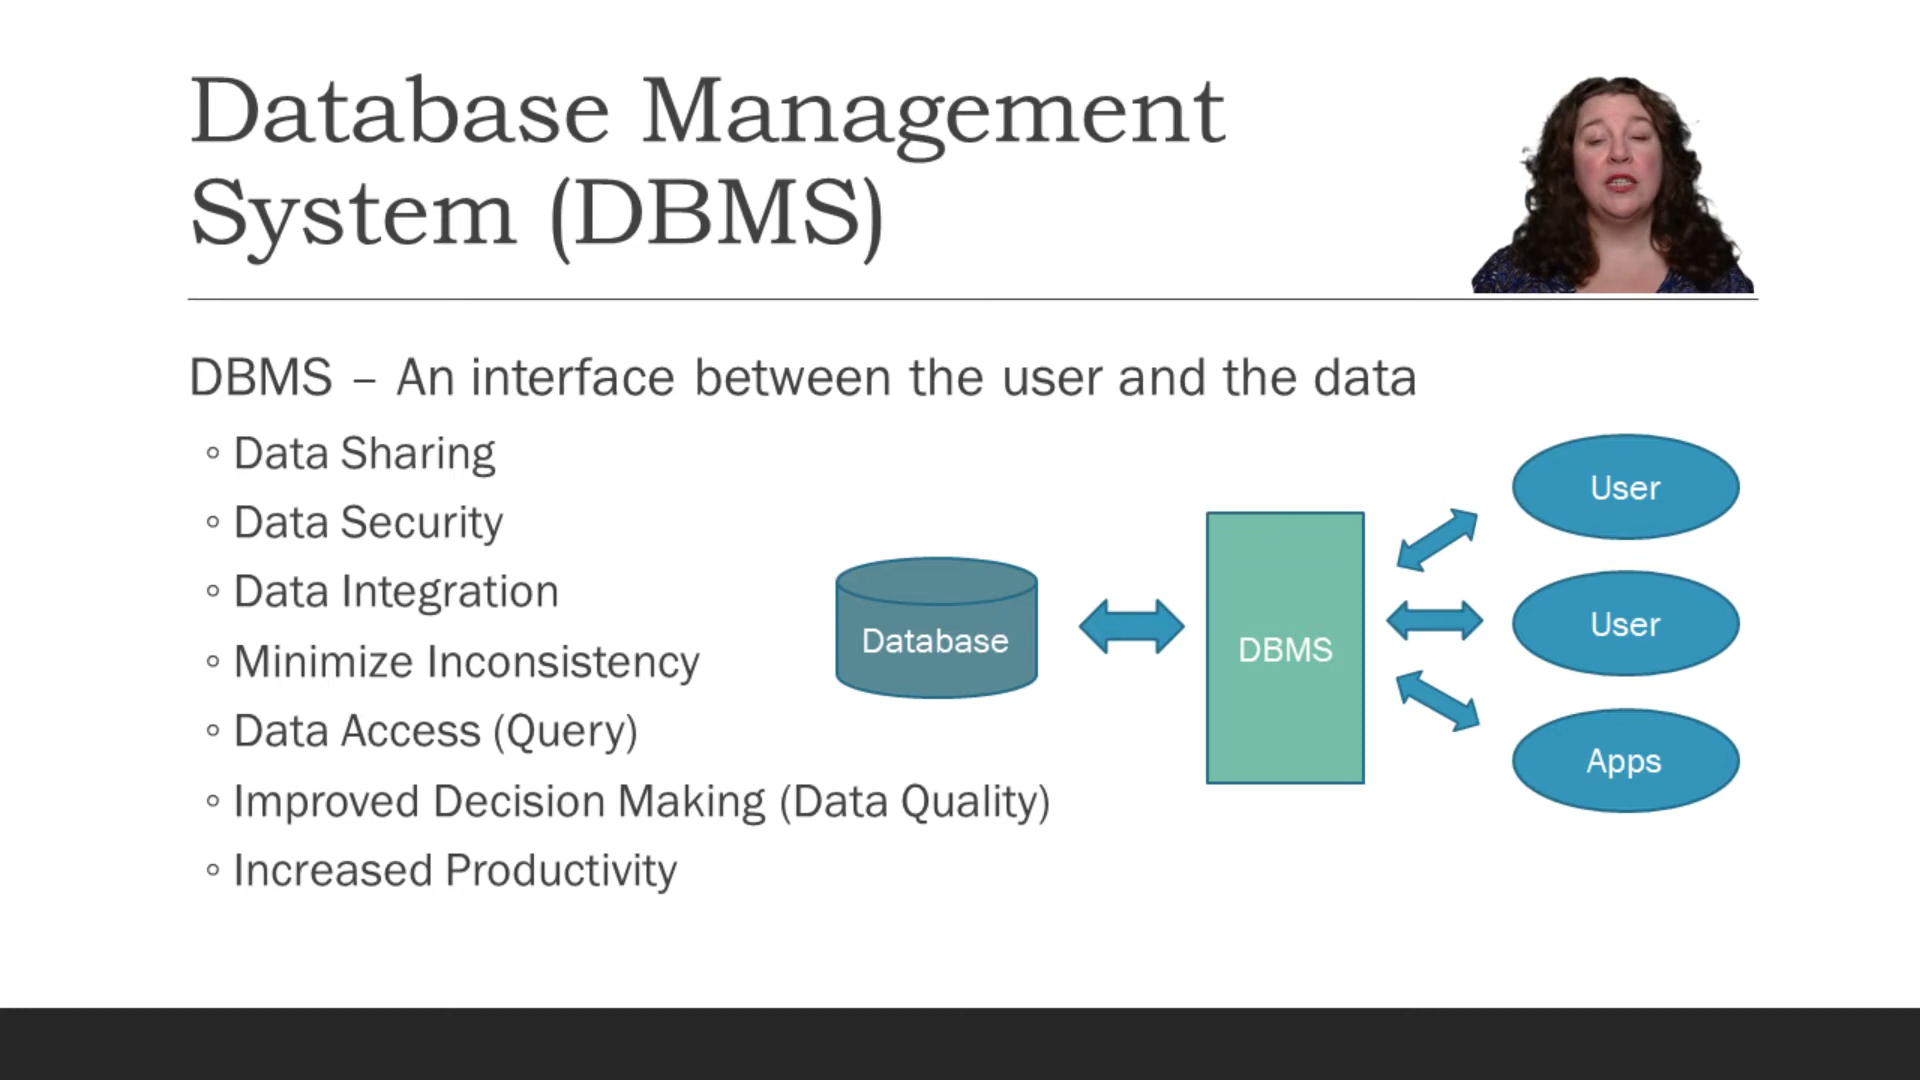 Database Management
System (DBMS)
DBMS – An interface between the user and the data
◦ Data Sharing
◦ Data Security
◦ Data Integration
◦ Minimize Inconsistency
◦ Data Access (Query)
◦ Improved Decision Making (Data Quality)
◦ Increased Productivity
Database
DBMS
User
User
Apps